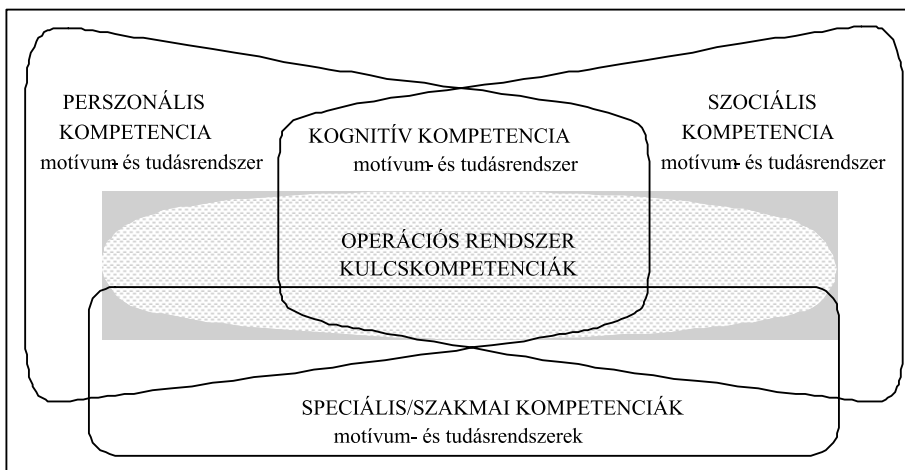 PERSZONÁLIS
KOMPETENCIA
motívum- és tudásrendszer
KOGNITÍV KOMPETENCIA
motívum- és tudásrendszer
SZOCIÁLIS
KOMPETENCIA
motívum- és tudásrendszer
OPERÁCIÓS RENDSZER
KULCSKOMPETENCIÁK
SPECIÁLIS/SZAKMAI KOMPETENCIÁK
motívum- és tudásrendszerek